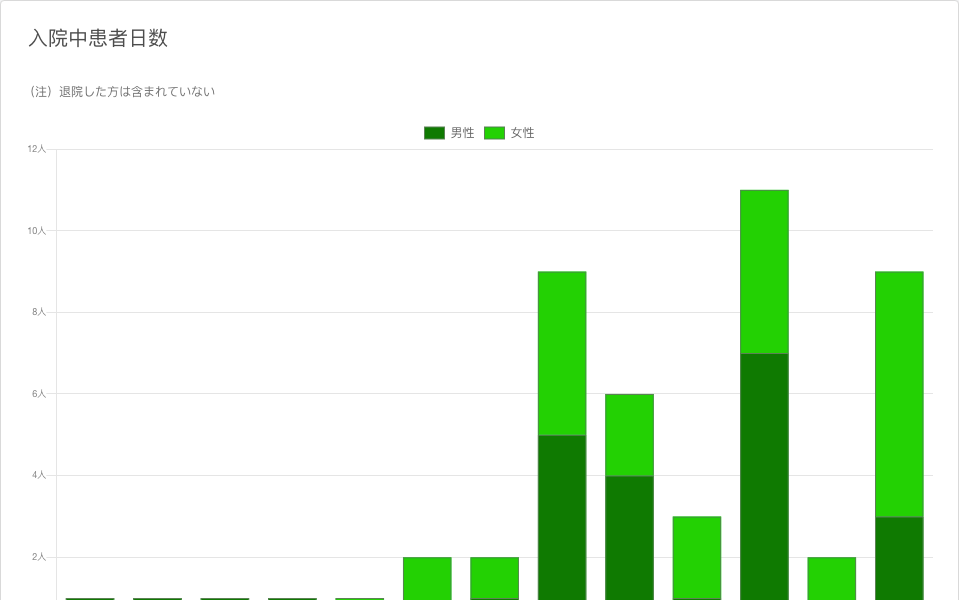 入院中患者日数
（注）退院した方は含まれていない
男性 女性
12人
10人
8人
6人
4人
2人